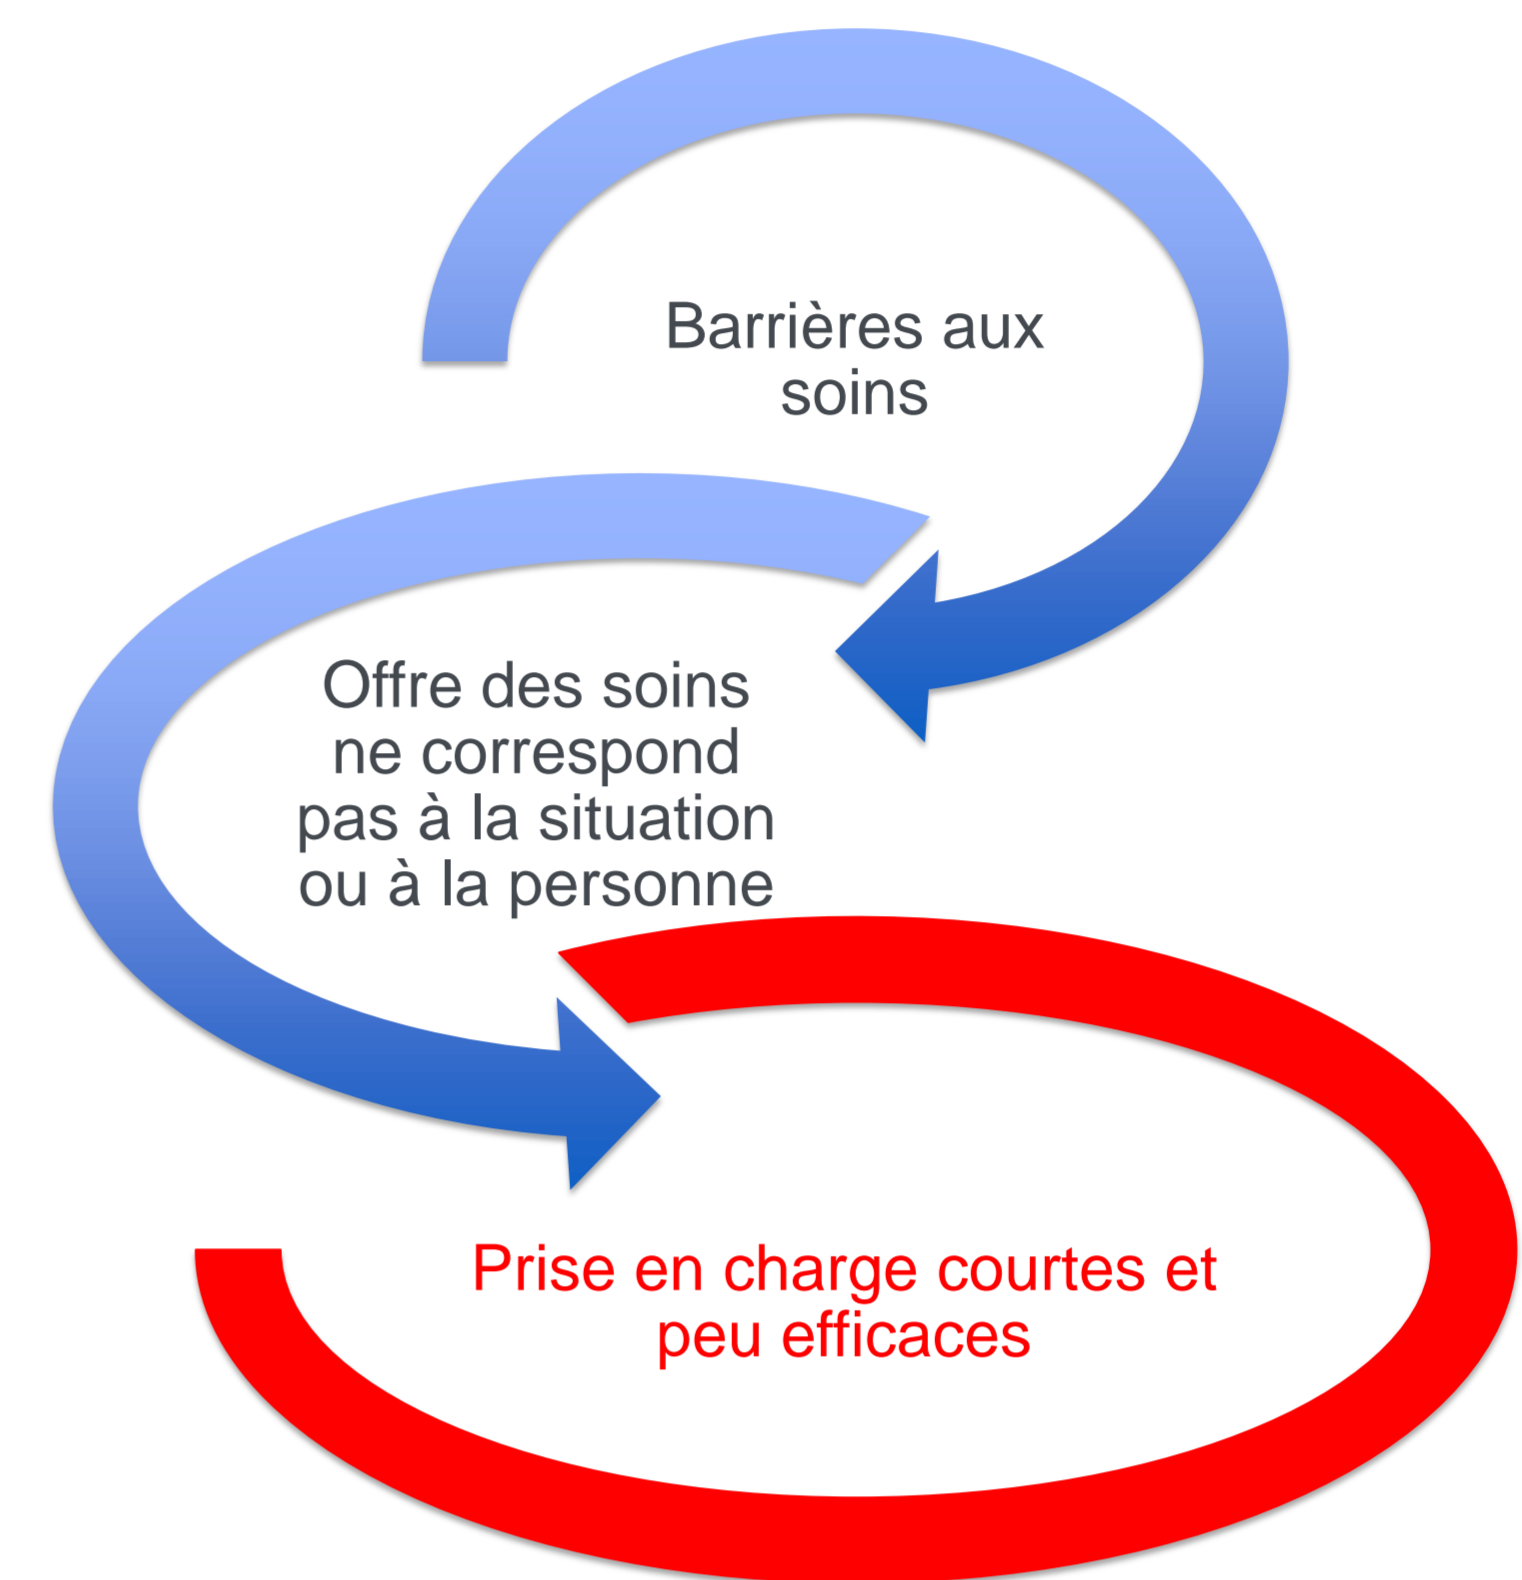 Barrières aux
soins
Offre des soins
ne correspond
pas à la situation
ou à la personne
Prise en charge courtes et
peu efficaces